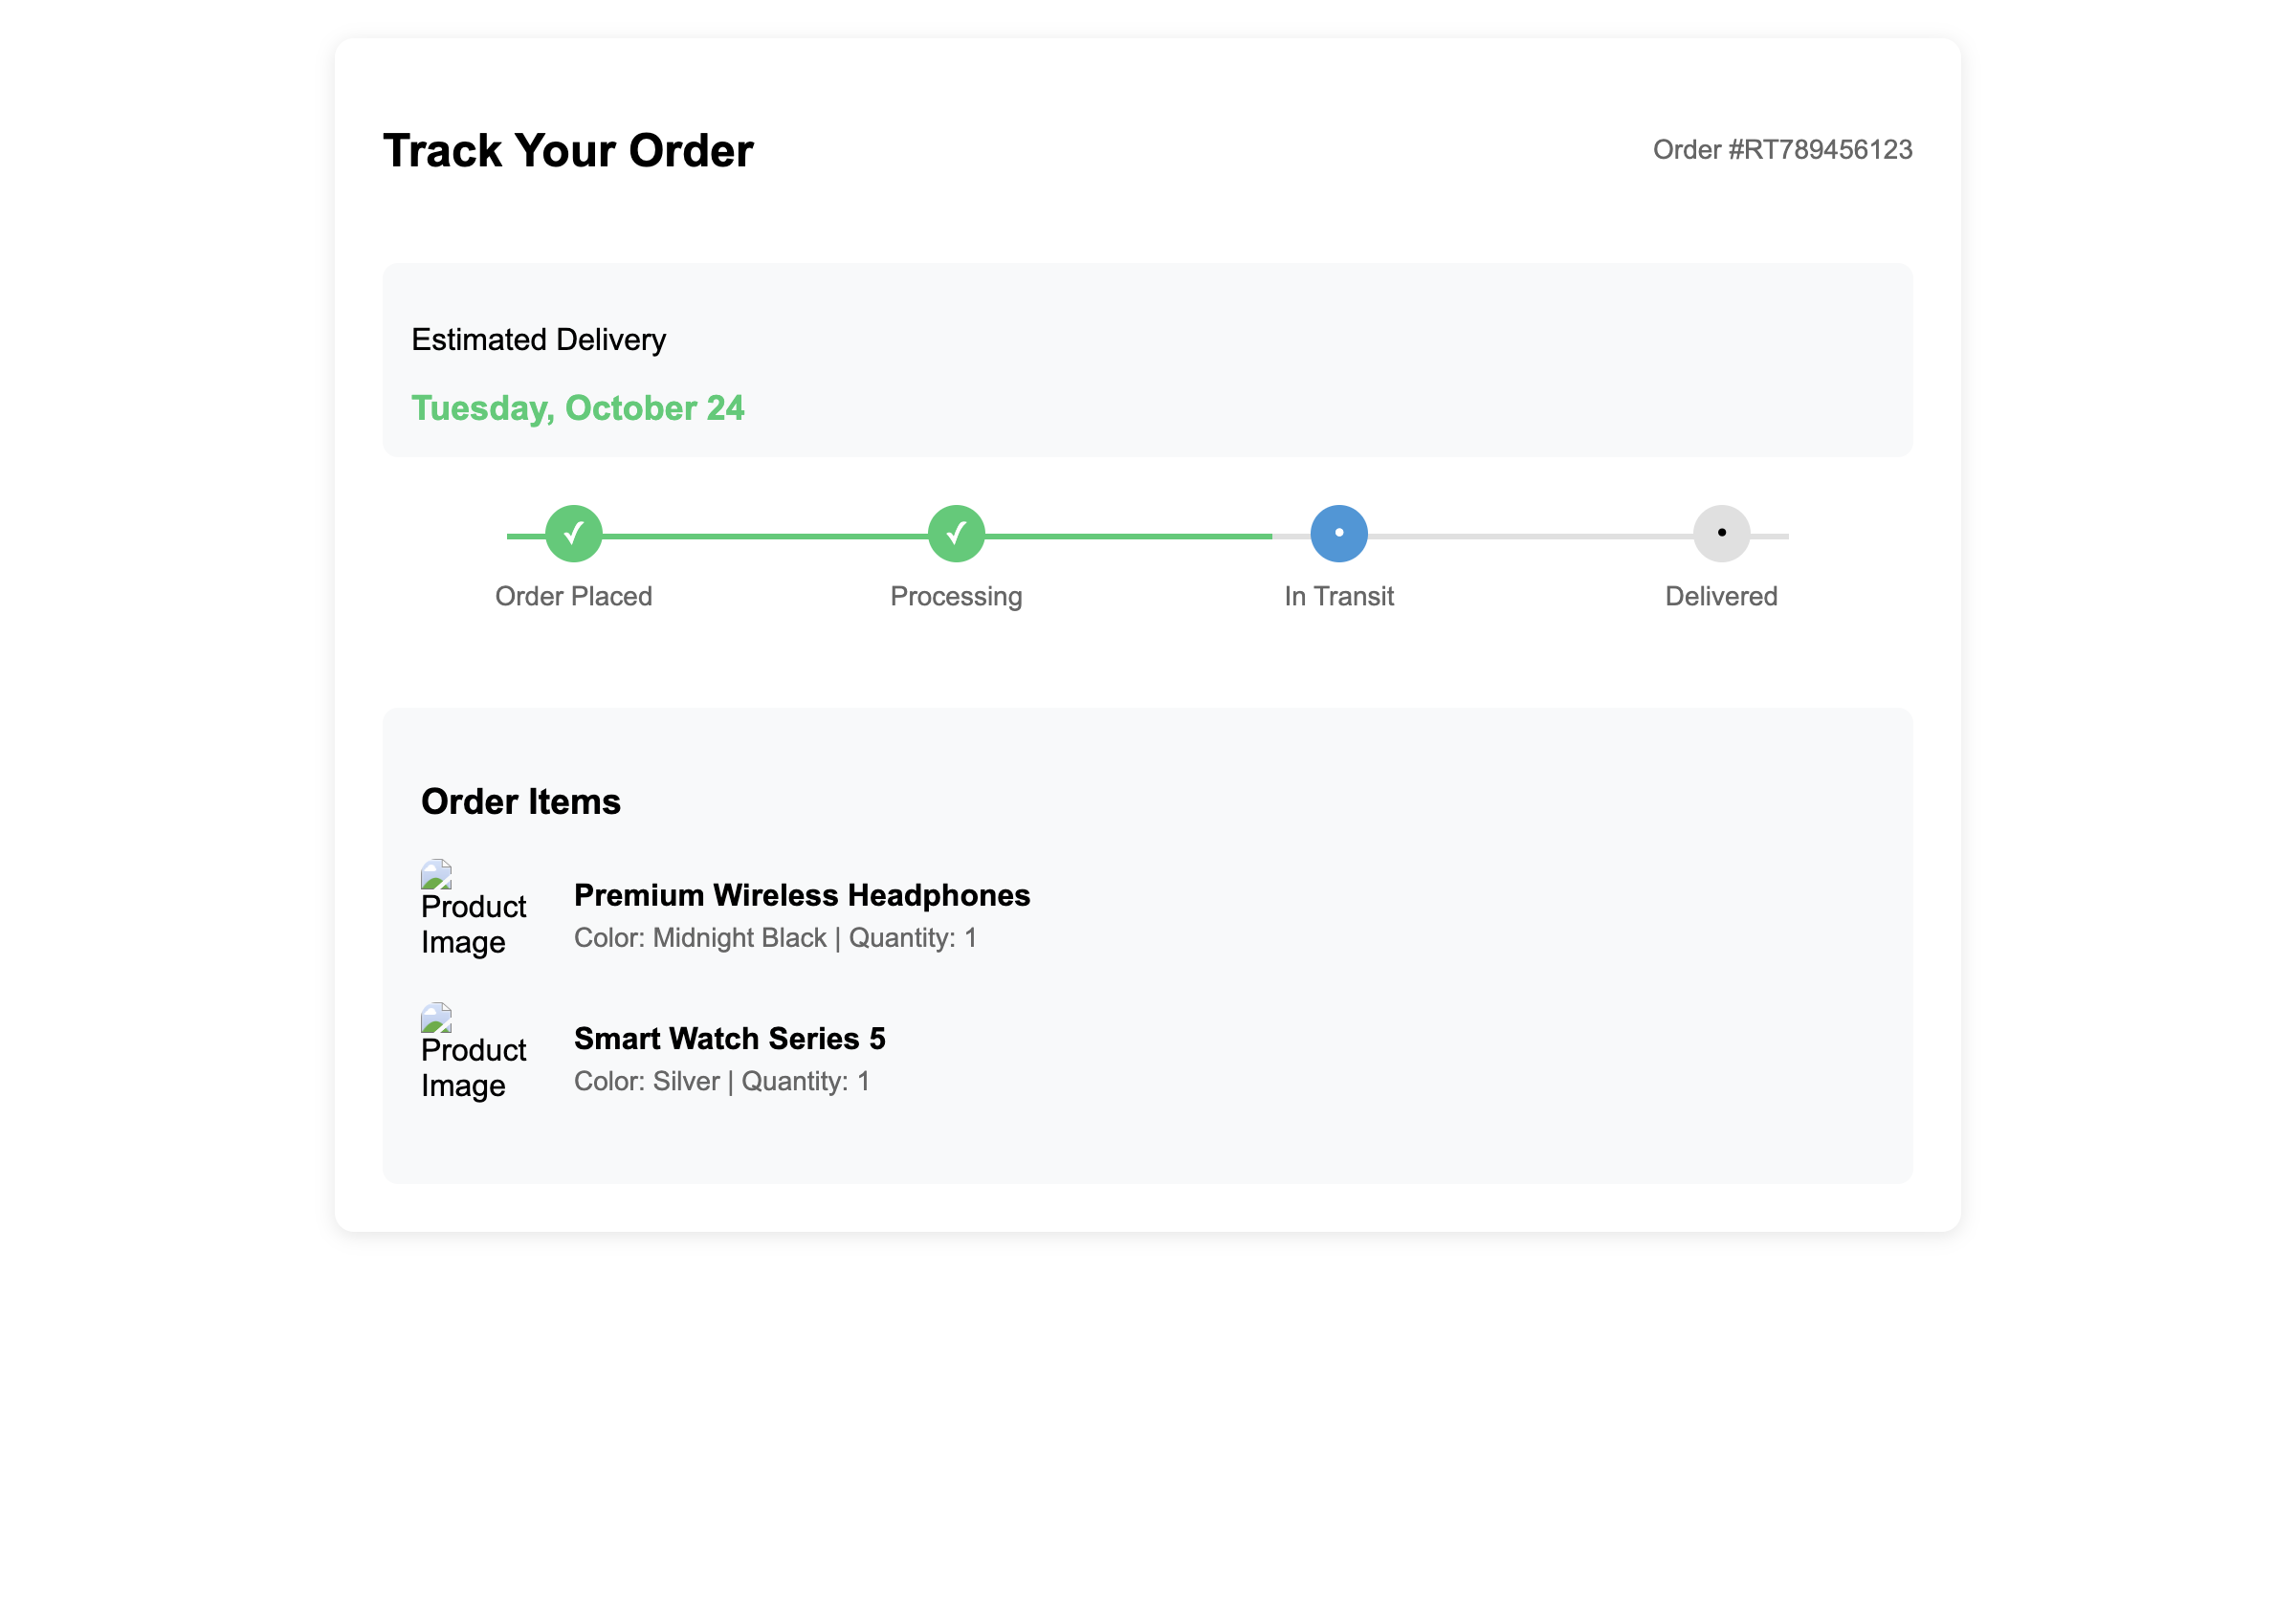 Track Your Order
Order #RT789456123
Estimated Delivery
Tuesday, October 24
✓
✓
•
•
Order Placed
Processing
In Transit
Delivered
Order Items
Product
Image
Premium Wireless Headphones
Color: Midnight Black | Quantity: 1
Product
Image
Smart Watch Series 5
Color: Silver | Quantity: 1